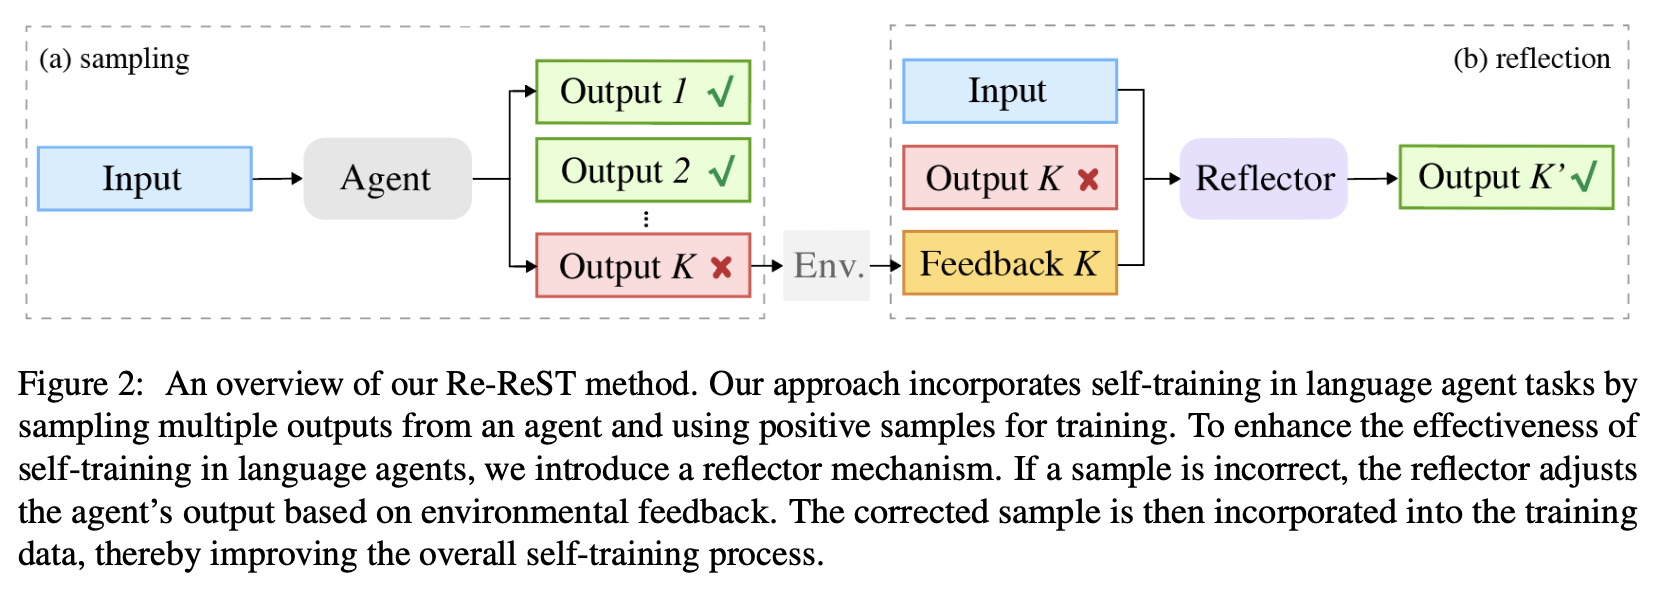 (a) sampling
Input
Agent
Output 1 ✓
Output 2 ✓
⋮
Output K ✗
Env.
(b) reflection
Input
Output K ✗
Feedback K
Reflector
Output K’ ✓
Figure 2: An overview of our Re-ReST method. Our approach incorporates self-training in language agent tasks by
sampling multiple outputs from an agent and using positive samples for training. To enhance the effectiveness of
self-training in language agents, we introduce a reflector mechanism. If a sample is incorrect, the reflector adjusts
the agent’s output based on environmental feedback. The corrected sample is then incorporated into the training
data, thereby improving the overall self-training process.